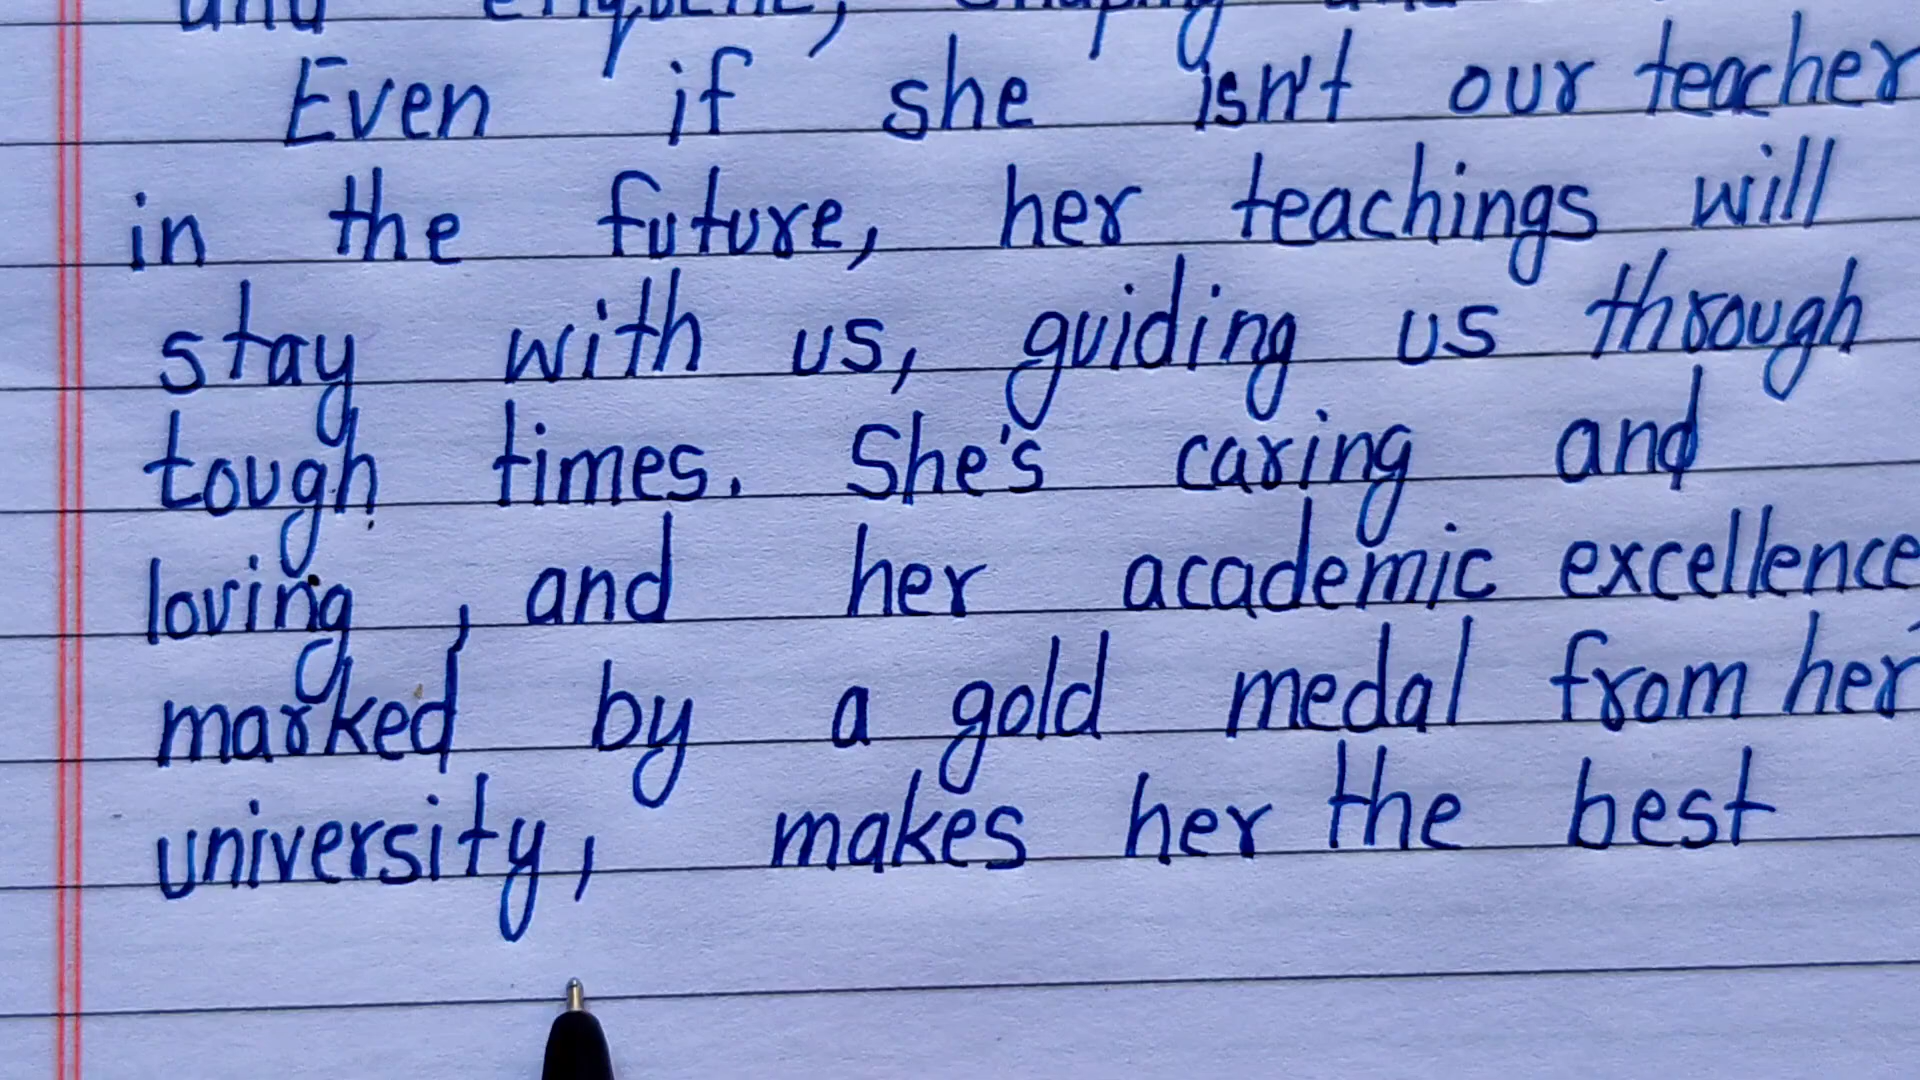 and
Even if she isn't our teacher
in the future, her teachings will
stay with us, guiding us through
tough times. She's caring and
loving, and her academic excellence
marked by a gold medal from her
university, makes her the best